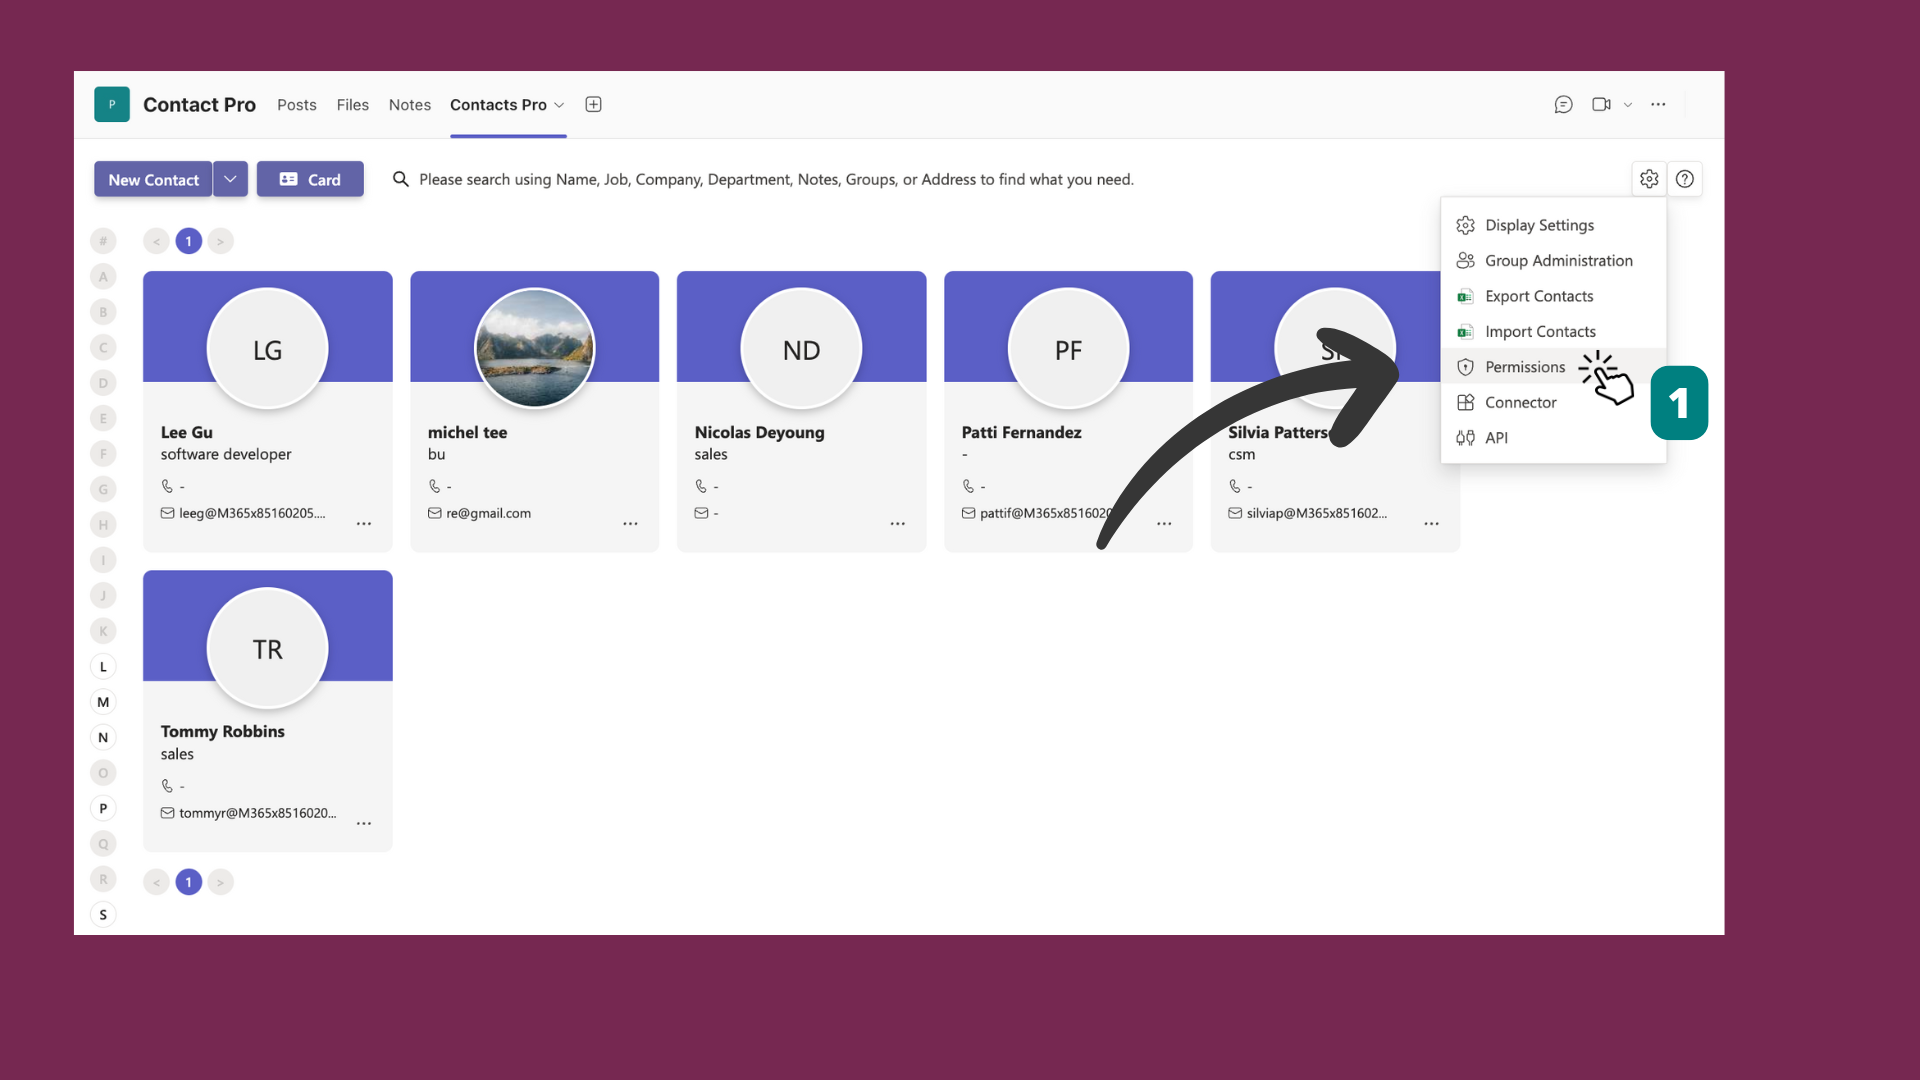 P
Contact Pro Posts Files Notes Contacts Pro
New Contact
Card
Please search using Name, Job, Company, Department, Notes, Groups, or Address to find what you need.
Display Settings
Group Administration
Export Contacts
Import Contacts
Permissions
Connector
API
1
< 1 >
#
A
B
C
D
E
F
G
H
I
J
K
L
M
N
O
P
Q
R
S
LG
Lee Gu
software developer
-
leeg@M365x85160205....
...
michel tee
bu
-
re@gmail.com
...
ND
Nicolas Deyoung
sales
-
-
...
PF
Patti Fernandez
-
-
pattif@M365x851602
...
Silvia
csm
-
silviap@M365x851602...
...
TR
Tommy Robbins
sales
-
tommyr@M365x8516020...
...
< 1 >